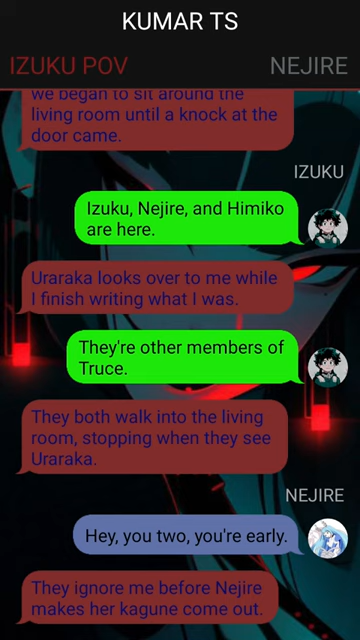 KUMAR TS
IZUKU POV
NEJIRE
we began to sit around the
living room until a knock at the
door came.
IZUKU
Izuku, Nejire, and Himiko
are here.
Uraraka looks over to me while
I finish writing what I was.
They're other members of
Truce.
They both walk into the living
room, stopping when they see
Uraraka.
NEJIRE
Hey, you two, you're early.
They ignore me before Nejire
makes her kagune come out.